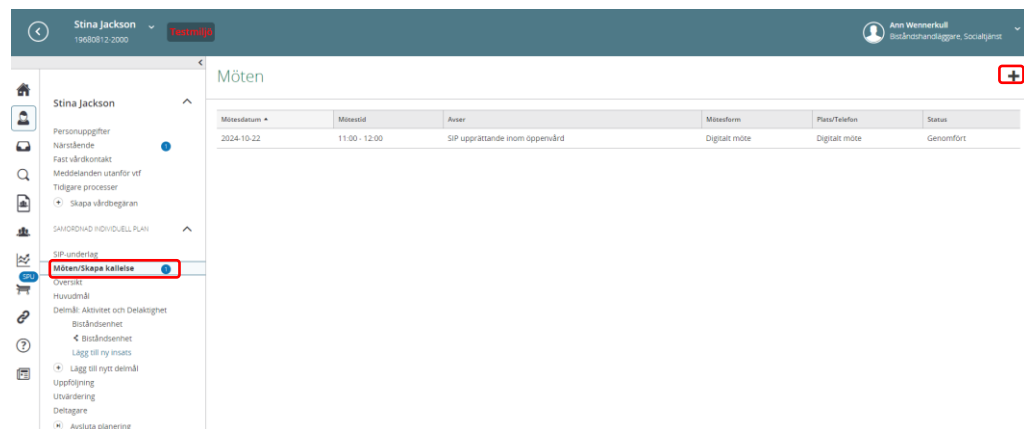 Stina Jackson
19680812-2000
Testmiljö
Ann Wennerkull
Biståndshandläggare, Socialtjänst
Möten
Stina Jackson
Personuppgifter
Närstående 1
Fast vårdkontakt
Meddelanden utanför vtf
Tidigare processer
Skapa vårdbegäran
SAMORDNAD INDIVIDUELL PLAN
SIP-underlag
Möten/Skapa kallelse 1
Översikt
Huvudmål
Delmål: Aktivitet och Delaktighet
Biståndsenhet
Biståndsenhet
Lägg till ny insats
Lägg till nytt delmål
Uppföljning
Utvärdering
Deltagare
Avsluta planering
SPU
Mötesdatum Mötestid Avser Mötesform Plats/Telefon Status
2024-10-22 11:00 - 12:00 SIP upprättande inom öppenvård Digitalt möte Digitalt möte Genomfört